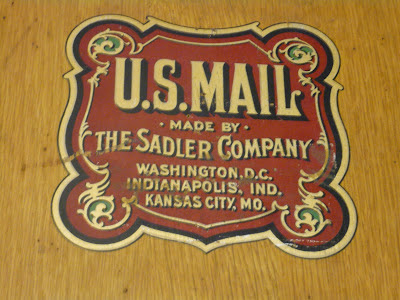 U.S. MAIL
· MADE BY ·
THE SADLER COMPANY
WASHINGTON, D.C.
INDIANAPOLIS, IND.
KANSAS CITY, MO.